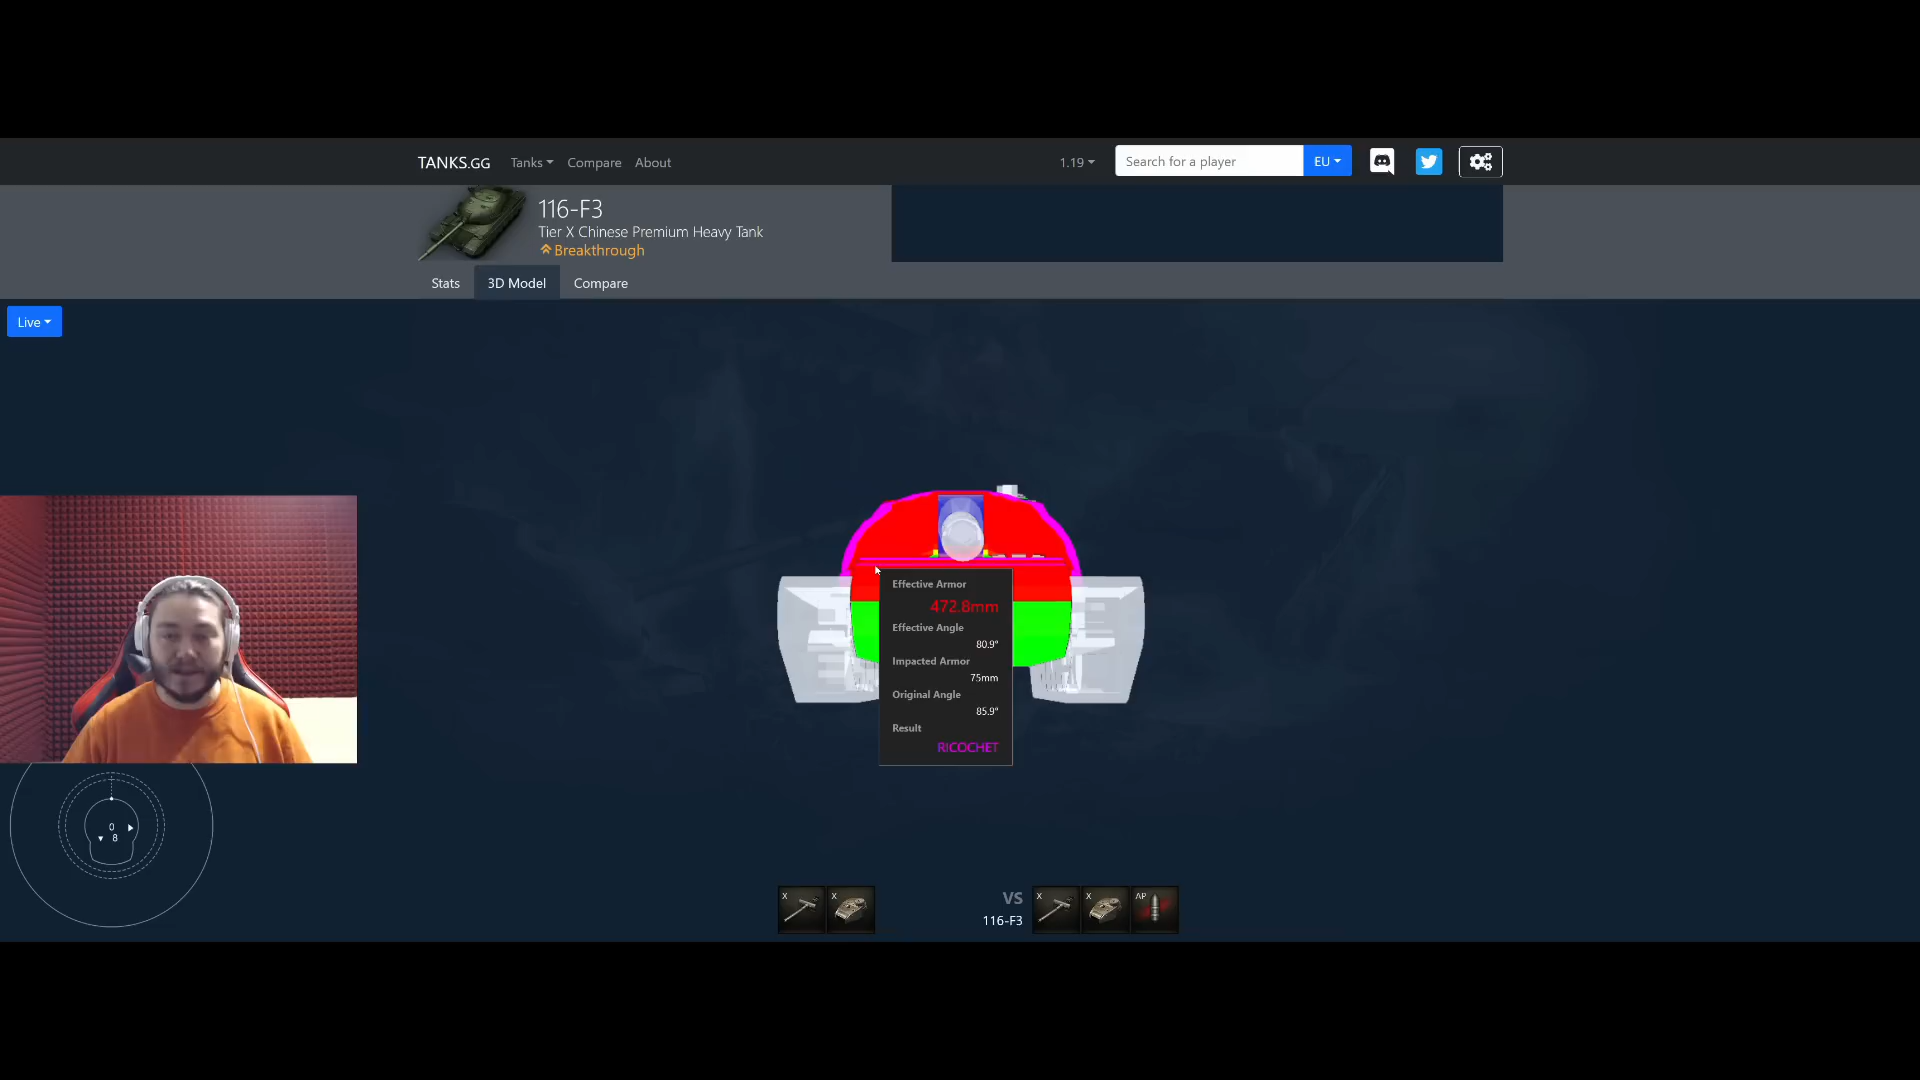 TANKS.GG Tanks Compare About 1.19 Search for a player EU
116-F3
Tier X Chinese Premium Heavy Tank
Breakthrough
Stats 3D Model Compare
Live
Effective Armor
472.8mm
Effective Angle
80.9°
Impacted Armor
75mm
Original Angle
85.9°
Result
RICOCHET
0
8
X X VS X X AP
116-F3